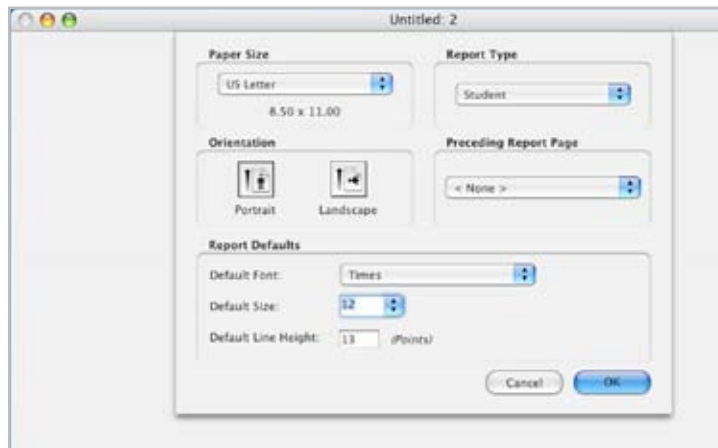 Untitled: 2
Paper Size
Report Type
US Letter
Student
8.50 x 11.00
Orientation
Preceding Report Page
< None >
Portrait
Landscape
Report Defaults
Default Font:
Times
Default Size:
12
Default Line Height:
13
(Points)
Cancel
OK